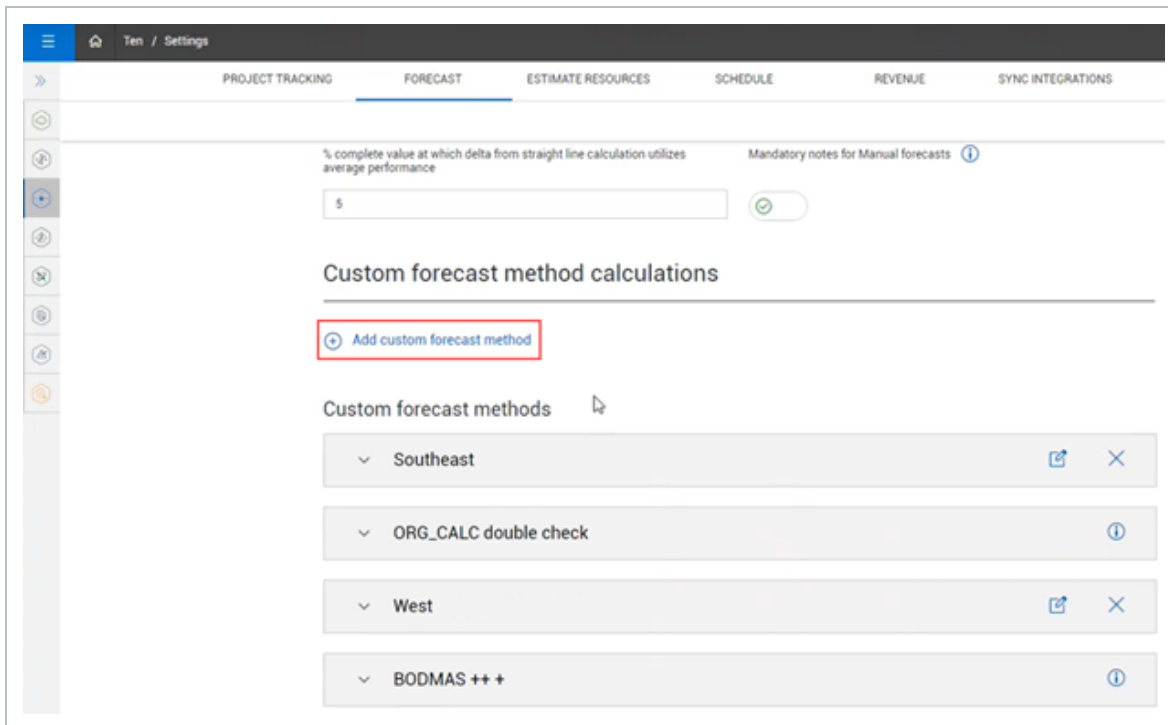 Ten / Settings
PROJECT TRACKING FORECAST ESTIMATE RESOURCES SCHEDULE REVENUE SYNC INTEGRATIONS
% complete value at which delta from straight line calculation utilizes
average performance
Mandatory notes for Manual forecasts
5
Custom forecast method calculations
Add custom forecast method
Custom forecast methods
Southeast
ORG_CALC double check
West
BODMAS ++ +